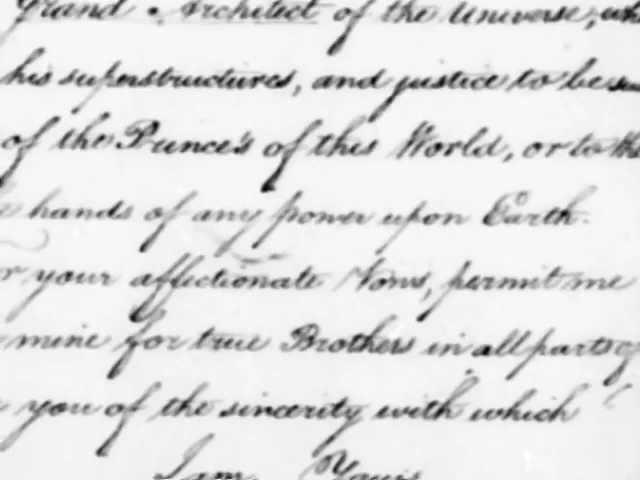 Grand Architect of the Universe,
his superstructures, and justice to be
of the Prince's of this World, or to the
hands of any power upon Earth.
your affectionate Vows, permit me
mine for true Brothers in all parts of
you of the sincerity with which
I am Yours